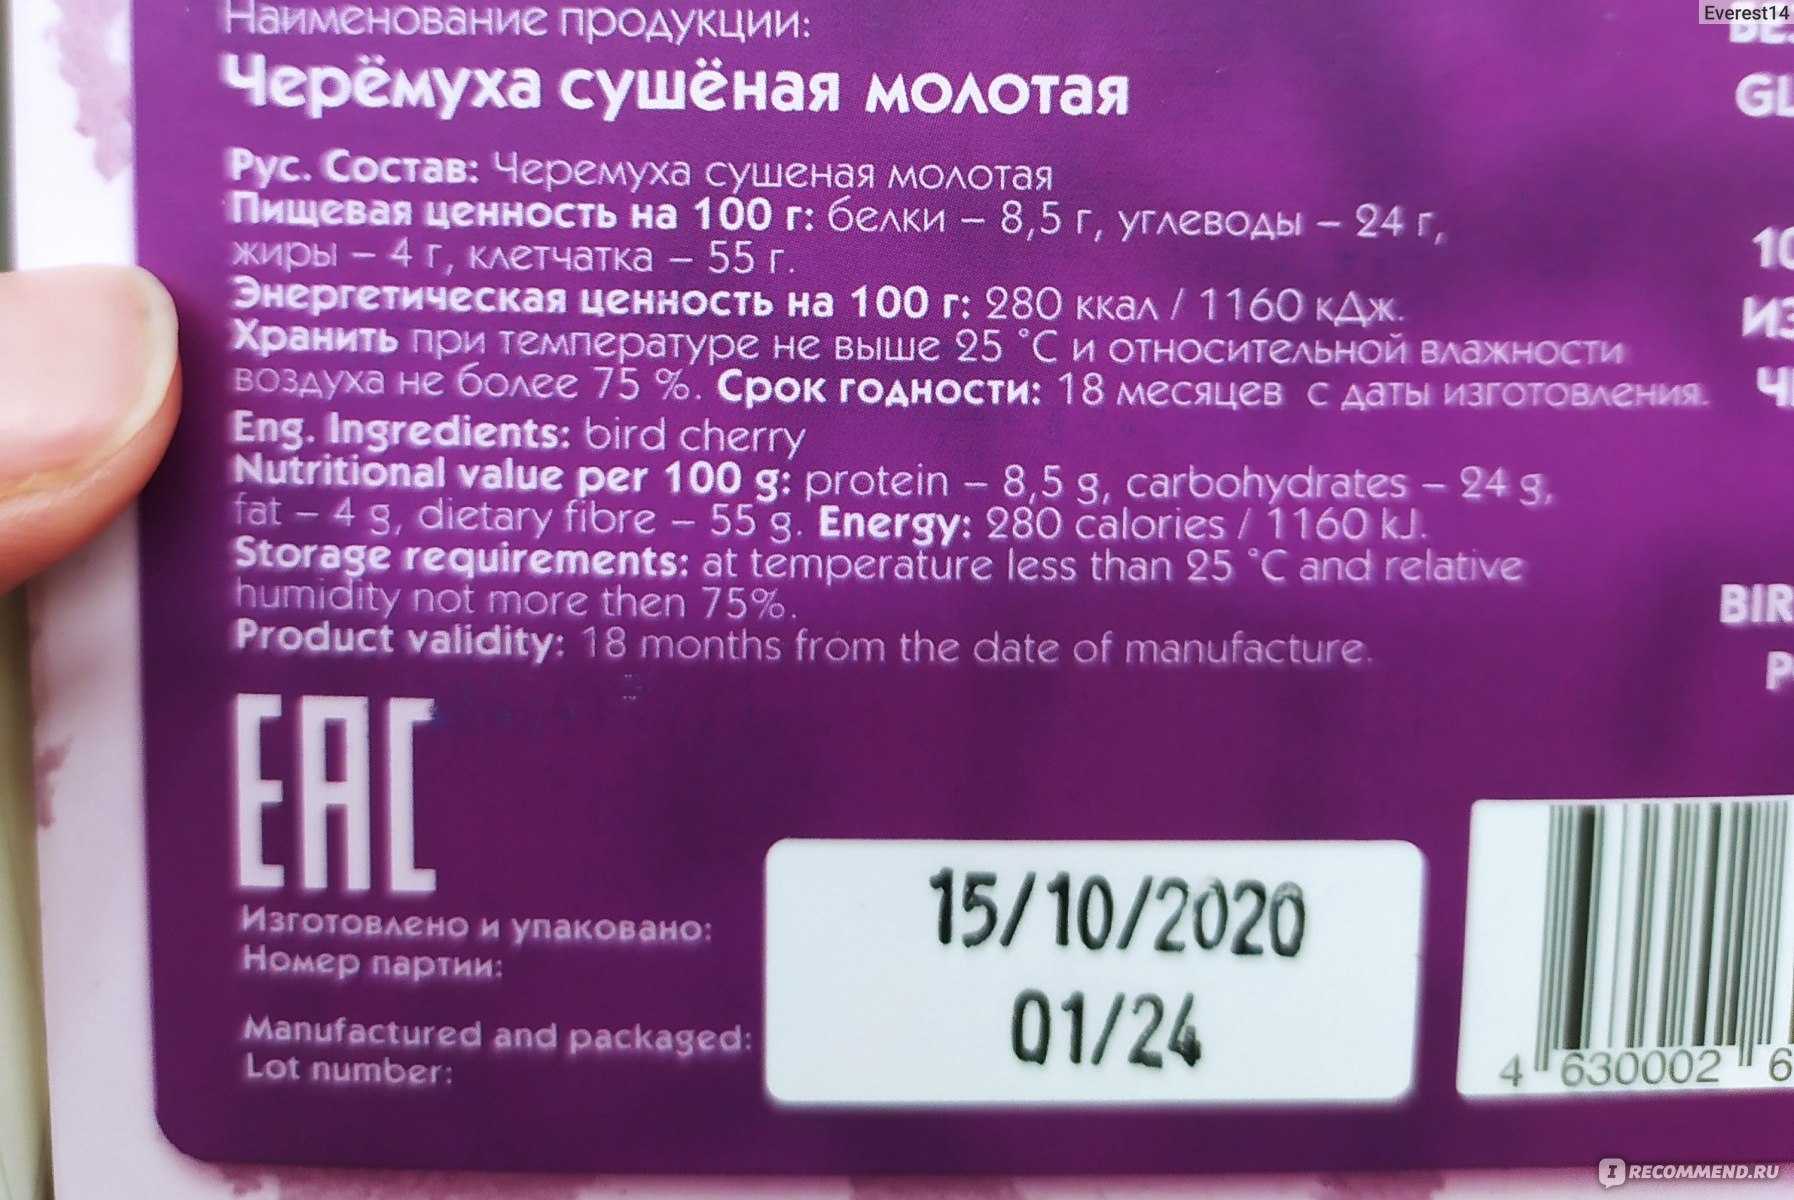 Everest14
Наименование продукции:
Черёмуха сушёная молотая
Рус. Состав: Черемуха сушеная молотая
Пищевая ценность на 100 г: белки – 8,5 г, углеводы – 24 г,
жиры – 4 г, клетчатка – 55 г.
Энергетическая ценность на 100 г: 280 ккал / 1160 кДж.
Хранить при температуре не выше 25 °С и относительной влажности
воздуха не более 75 %. Срок годности: 18 месяцев с даты изготовления.
Eng. Ingredients: bird cherry
Nutritional value per 100 g: protein – 8,5 g, carbohydrates – 24 g,
fat – 4 g, dietary fibre – 55 g. Energy: 280 calories / 1160 kJ.
Storage requirements: at temperature less than 25 °C and relative
humidity not more then 75%.
Product validity: 18 months from the date of manufacture.
EAC
Изготовлено и упаковано:
Номер партии:
Manufactured and packaged:
Lot number:
15/10/2020
01/24
GL
10
ИЗ
BIR
P
4 630002 6
IRECOMMEND.RU